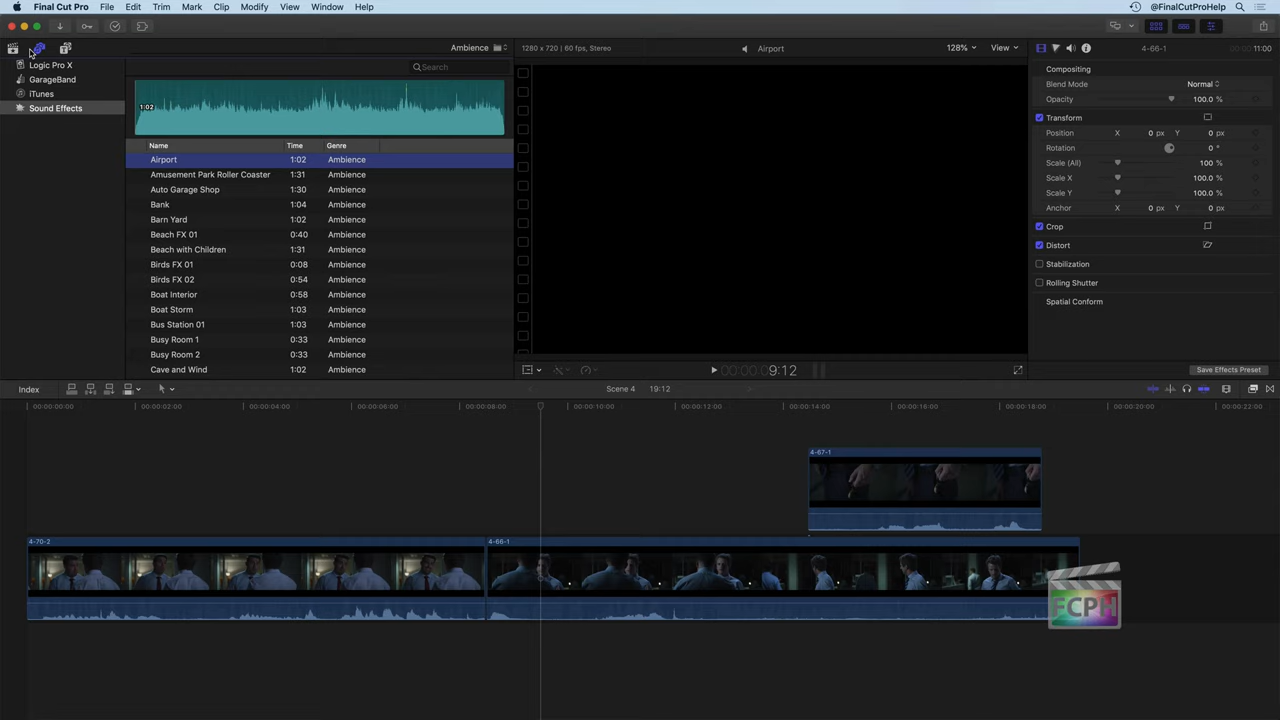 Final Cut Pro File Edit Trim Mark Clip Modify View Window Help @FinalCutProHelp
Ambience
1280 x 720 | 60 fps, Stereo Airport 128% View
4-66-1 11:00
Logic Pro X
GarageBand
iTunes
Sound Effects
Search
1:02
Name Time Genre
Airport 1:02 Ambience
Amusement Park Roller Coaster 1:31 Ambience
Auto Garage Shop 1:30 Ambience
Bank 1:04 Ambience
Barn Yard 1:02 Ambience
Beach FX 01 0:40 Ambience
Beach with Children 1:31 Ambience
Birds FX 01 0:08 Ambience
Birds FX 02 0:54 Ambience
Boat Interior 0:58 Ambience
Boat Storm 1:03 Ambience
Bus Station 01 1:03 Ambience
Busy Room 1 0:33 Ambience
Busy Room 2 0:33 Ambience
Cave and Wind 1:02 Ambience
Compositing
Blend Mode Normal
Opacity 100.0 %
Transform
Position X 0 px Y 0 px
Rotation 0 °
Scale (All) 100 %
Scale X 100.0 %
Scale Y 100.0 %
Anchor X 0 px Y 0 px
Crop
Distort
Stabilization
Rolling Shutter
Spatial Conform
00:00:00:09:12
Save Effects Preset
Index
Scene 4 19:12
00:00:00:00 00:00:02:00 00:00:04:00 00:00:06:00 00:00:08:00 00:00:10:00 00:00:12:00 00:00:14:00 00:00:16:00 00:00:18:00 00:00:20:00 00:00:22:00
4-67-1
4-70-2 4-66-1
FCPH